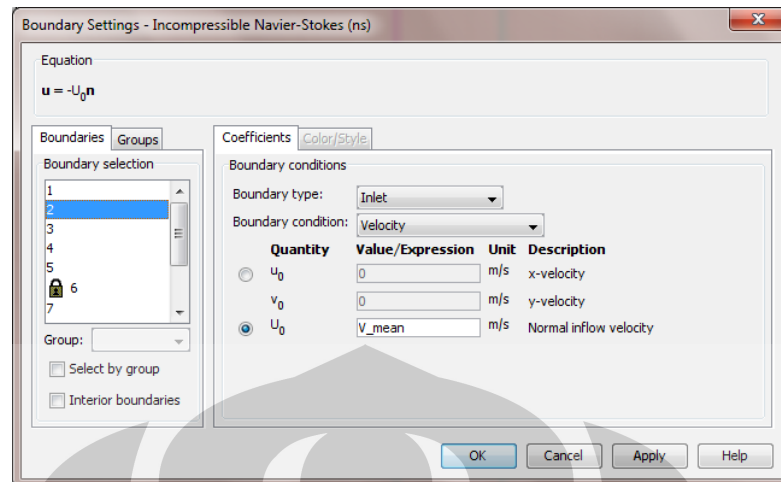 Boundary Settings - Incompressible Navier-Stokes (ns)
Equation
u = -U0n
Boundaries Groups
Boundary selection
1
2
3
4
5
6
7
Group:
Select by group
Interior boundaries
Coefficients Color/Style
Boundary conditions
Boundary type: Inlet
Boundary condition: Velocity
Quantity Value/Expression Unit Description
u0 0 m/s x-velocity
v0 0 m/s y-velocity
U0 V_mean m/s Normal inflow velocity
OK Cancel Apply Help